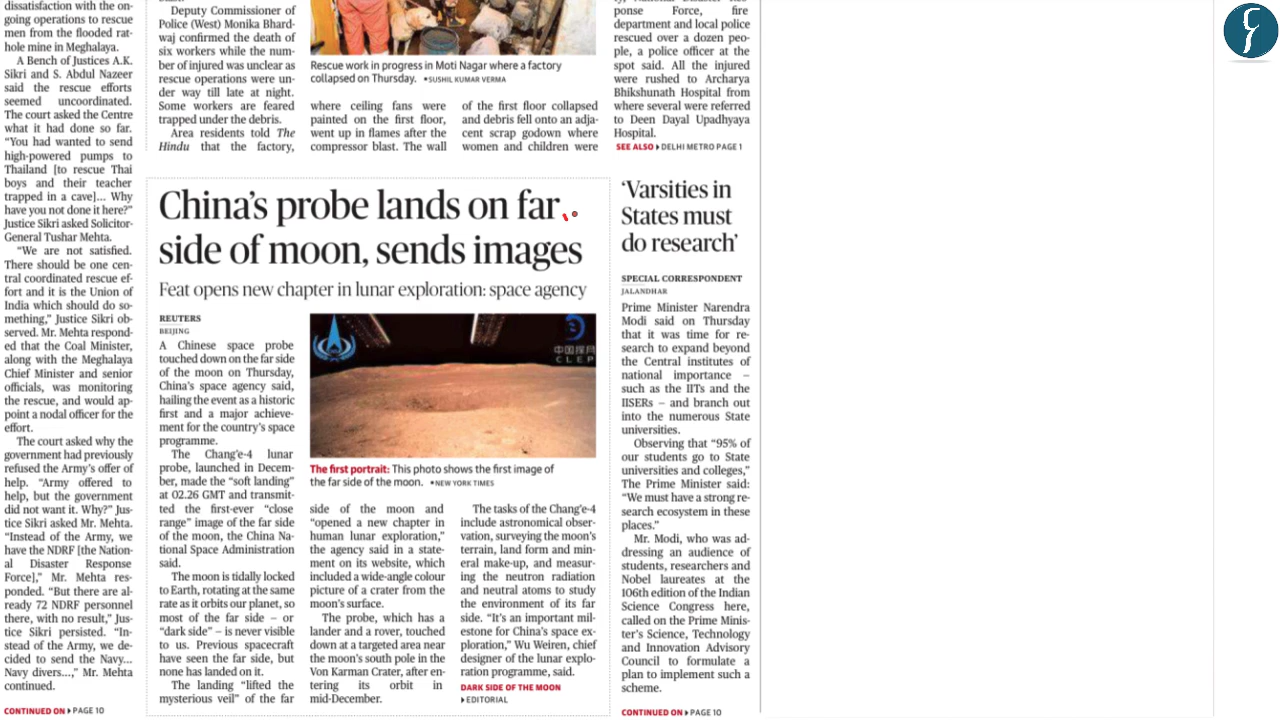 dissatisfaction with the on-
going operations to rescue
men from the flooded rat-
hole mine in Meghalaya.
A Bench of Justices A.K.
Sikri and S. Abdul Nazeer
said the rescue efforts
seemed uncoordinated.
The court asked the Centre
what it had done so far.
“You had wanted to send
high-powered pumps to
Thailand [to rescue Thai
boys and their teacher
trapped in a cave]... Why
have you not done it here?”
Justice Sikri asked Solicitor-
General Tushar Mehta.
“We are not satisfied.
There should be one cen-
tral coordinated rescue ef-
fort and it is the Union of
India which should do so-
mething,” Justice Sikri ob-
served. Mr. Mehta respond-
ed that the Coal Minister,
along with the Meghalaya
Chief Minister and senior
officials, was monitoring
the rescue, and would ap-
point a nodal officer for the
effort.
The court asked why the
government had previously
refused the Army’s offer of
help. “Army offered to
help, but the government
did not want it. Why?” Jus-
tice Sikri asked Mr. Mehta.
“Instead of the Army, we
have the NDRF [the Nation-
al Disaster Response
Force],” Mr. Mehta res-
ponded. “But there are al-
ready 72 NDRF personnel
there, with no result,” Jus-
tice Sikri persisted. “In-
stead of the Army, we de-
cided to send the Navy...
Navy divers...,” Mr. Mehta
continued.
CONTINUED ON ▸ PAGE 10
Deputy Commissioner of
Police (West) Monika Bhard-
waj confirmed the death of
six workers while the num-
ber of injured was unclear as
rescue operations were un-
der way till late at night.
Some workers are feared
trapped under the debris.
Area residents told The
Hindu that the factory,
Rescue work in progress in Moti Nagar where a factory
collapsed on Thursday. • SUSHIL KUMAR VERMA
where ceiling fans were
painted on the first floor,
went up in flames after the
compressor blast. The wall
of the first floor collapsed
and debris fell onto an adja-
cent scrap godown where
women and children were
ponse Force, fire
department and local police
rescued over a dozen peo-
ple, a police officer at the
spot said. All the injured
were rushed to Archarya
Bhikshunath Hospital from
where several were referred
to Deen Dayal Upadhyaya
Hospital.
SEE ALSO ▸ DELHI METRO PAGE 1
China’s probe lands on far
side of moon, sends images
Feat opens new chapter in lunar exploration: space agency
REUTERS
BEIJING
A Chinese space probe
touched down on the far side
of the moon on Thursday,
China’s space agency said,
hailing the event as a historic
first and a major achieve-
ment for the country’s space
programme.
The Chang’e-4 lunar
probe, launched in Decem-
ber, made the “soft landing”
at 02.26 GMT and transmit-
ted the first-ever “close
range” image of the far side
of the moon, the China Na-
tional Space Administration
said.
The moon is tidally locked
to Earth, rotating at the same
rate as it orbits our planet, so
most of the far side – or
“dark side” – is never visible
to us. Previous spacecraft
have seen the far side, but
none has landed on it.
The landing “lifted the
mysterious veil” of the far
中国探月
CLEP
The first portrait: This photo shows the first image of
the far side of the moon. • NEW YORK TIMES
side of the moon and
“opened a new chapter in
human lunar exploration,”
the agency said in a state-
ment on its website, which
included a wide-angle colour
picture of a crater from the
moon’s surface.
The probe, which has a
lander and a rover, touched
down at a targeted area near
the moon’s south pole in the
Von Karman Crater, after en-
tering its orbit in
mid-December.
The tasks of the Chang’e-4
include astronomical obser-
vation, surveying the moon’s
terrain, land form and min-
eral make-up, and measur-
ing the neutron radiation
and neutral atoms to study
the environment of its far
side. “It’s an important mil-
estone for China’s space ex-
ploration,” Wu Weiren, chief
designer of the lunar explo-
ration programme, said.
DARK SIDE OF THE MOON
▸ EDITORIAL
‘Varsities in
States must
do research’
SPECIAL CORRESPONDENT
JALANDHAR
Prime Minister Narendra
Modi said on Thursday
that it was time for re-
search to expand beyond
the Central institutes of
national importance –
such as the IITs and the
IISERs – and branch out
into the numerous State
universities.
Observing that “95% of
our students go to State
universities and colleges,”
The Prime Minister said:
“We must have a strong re-
search ecosystem in these
places.”
Mr. Modi, who was ad-
dressing an audience of
students, researchers and
Nobel laureates at the
106th edition of the Indian
Science Congress here,
called on the Prime Minis-
ter’s Science, Technology
and Innovation Advisory
Council to formulate a
plan to implement such a
scheme.
CONTINUED ON ▸ PAGE 10